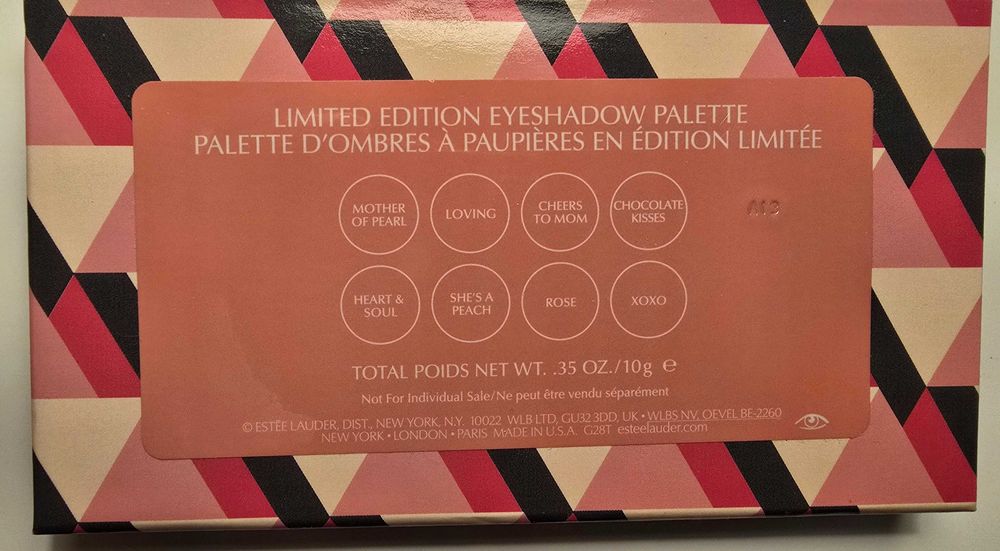 LIMITED EDITION EYESHADOW PALETTE
PALETTE D'OMBRES À PAUPIÈRES EN ÉDITION LIMITÉE
MOTHER
OF PEARL
LOVING
CHEERS
TO MOM
CHOCOLATE
KISSES
A13
HEART &
SOUL
SHE'S A
PEACH
ROSE
XOXO
TOTAL POIDS NET WT. .35 OZ./10g ℮
Not For Individual Sale/Ne peut être vendu séparément
© ESTĒE LAUDER, DIST., NEW YORK, N.Y. 10022 WLB LTD, GU32 3DD, UK • WLBS NV. OEVEL BE-2260
NEW YORK • LONDON • PARIS MADE IN U.S.A. G28T esteelauder.com